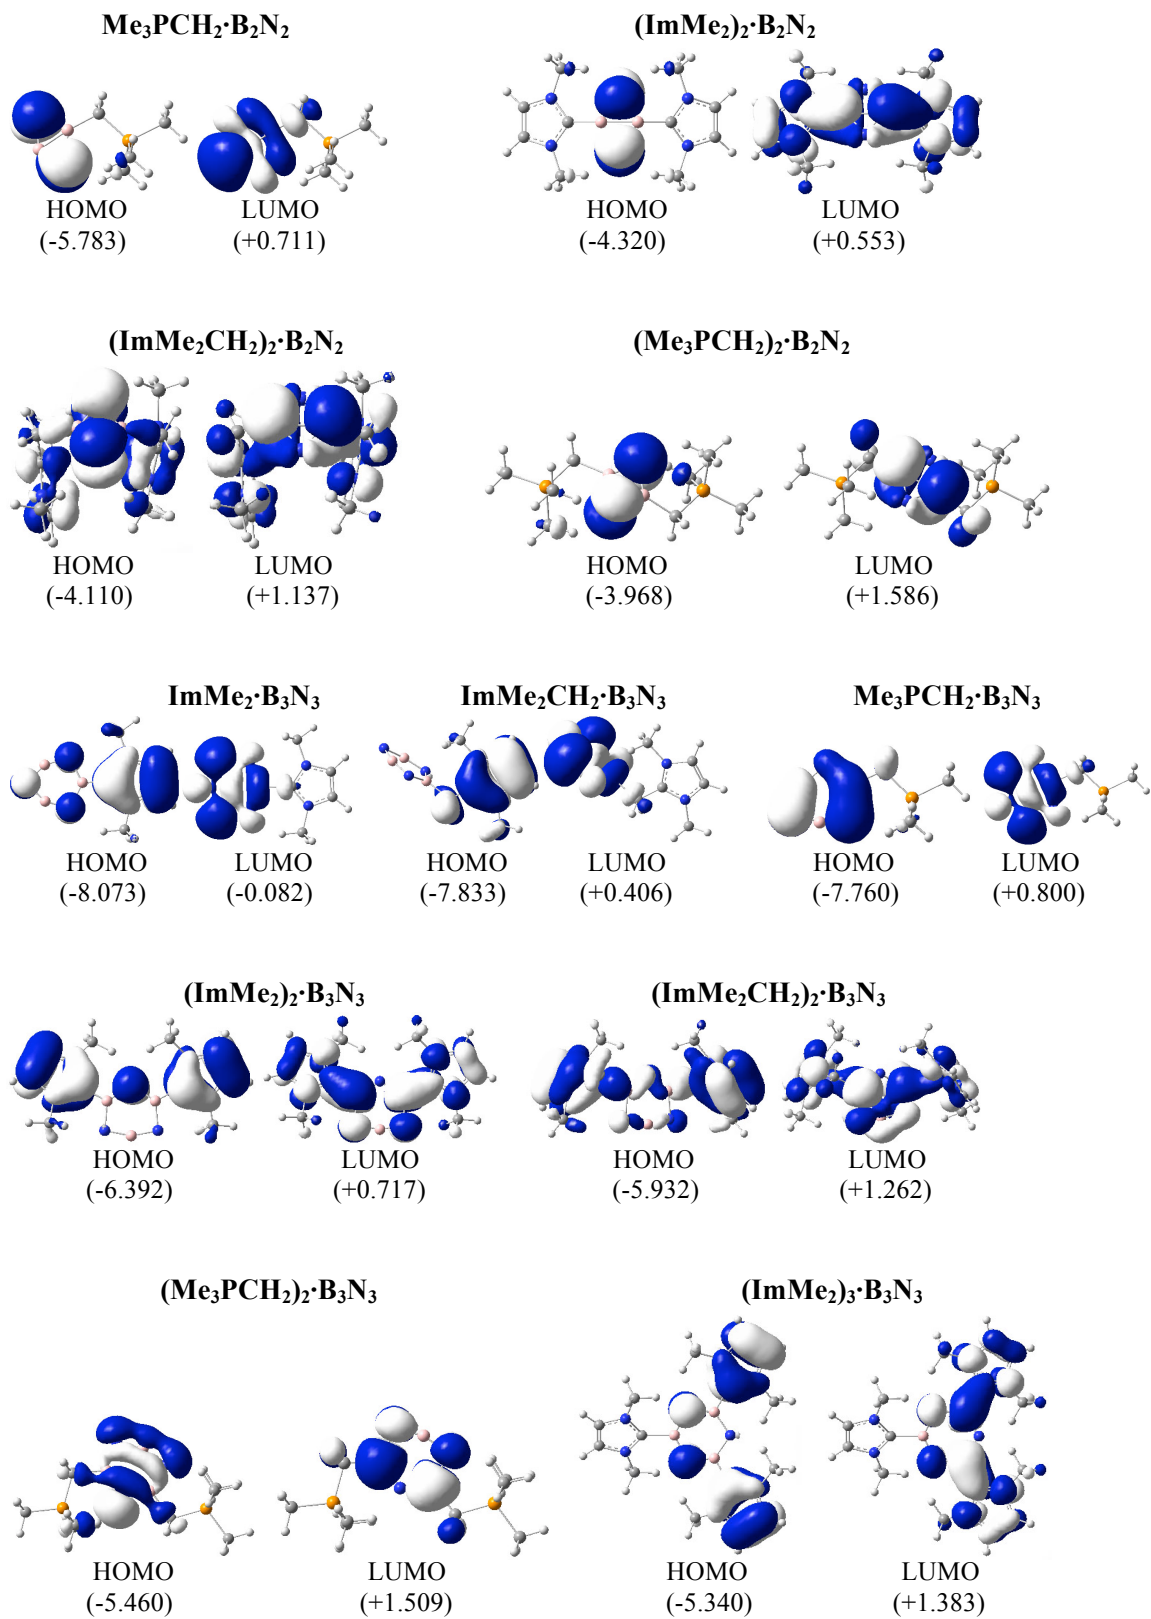 Me₃PCH₂·B₂N₂ (ImMe₂)₂·B₂N₂
HOMO LUMO HOMO LUMO
(-5.783) (+0.711) (-4.320) (+0.553)
(ImMe₂CH₂)₂·B₂N₂ (Me₃PCH₂)₂·B₂N₂
HOMO LUMO HOMO LUMO
(-4.110) (+1.137) (-3.968) (+1.586)
ImMe₂·B₃N₃ ImMe₂CH₂·B₃N₃ Me₃PCH₂·B₃N₃
HOMO LUMO HOMO LUMO HOMO LUMO
(-8.073) (-0.082) (-7.833) (+0.406) (-7.760) (+0.800)
(ImMe₂)₂·B₃N₃ (ImMe₂CH₂)₂·B₃N₃
HOMO LUMO HOMO LUMO
(-6.392) (+0.717) (-5.932) (+1.262)
(Me₃PCH₂)₂·B₃N₃ (ImMe₂)₃·B₃N₃
HOMO LUMO HOMO LUMO
(-5.460) (+1.509) (-5.340) (+1.383)